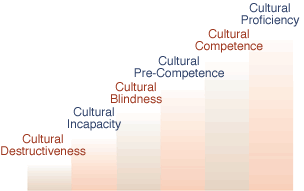 Cultural
Proficiency
Cultural
Competence
Cultural
Pre-Competence
Cultural
Blindness
Cultural
Incapacity
Cultural
Destructiveness